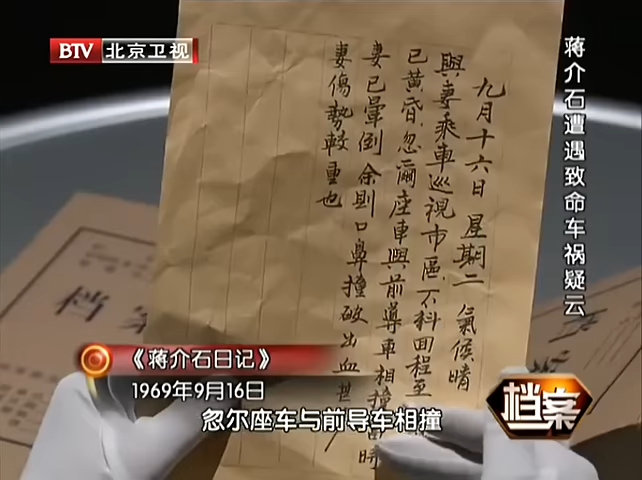 BTV 北京卫视
蒋介石遭遇致命车祸疑云
九月十六日 星期二 氣候晴
與妻乘車巡視市區,不料回程至
已黃昏,忽爾座車與前導車相撞 時
妻已暈倒 余則口鼻撞破出血甚
妻傷勢較重也
档
《蒋介石日记》
1969年9月16日
档案
忽尔座车与前导车相撞